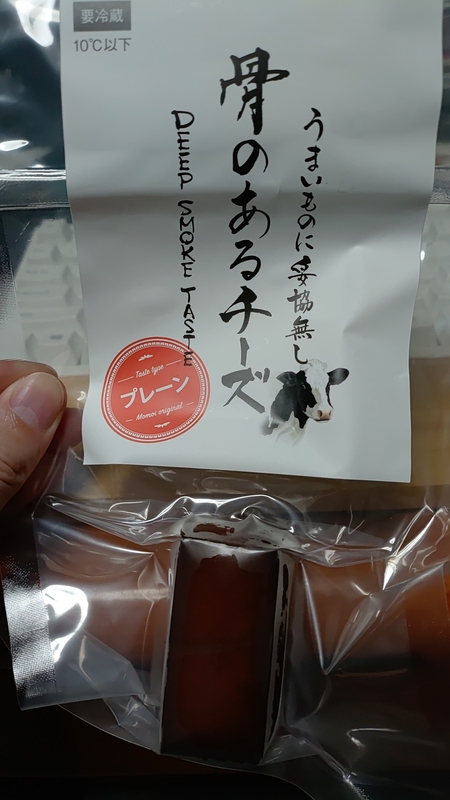 要冷蔵
10℃以下
うまいものに妥協無し
骨のあるチーズ
DEEP SMOKE TASTE
Taste type
プレーン
Momoc original